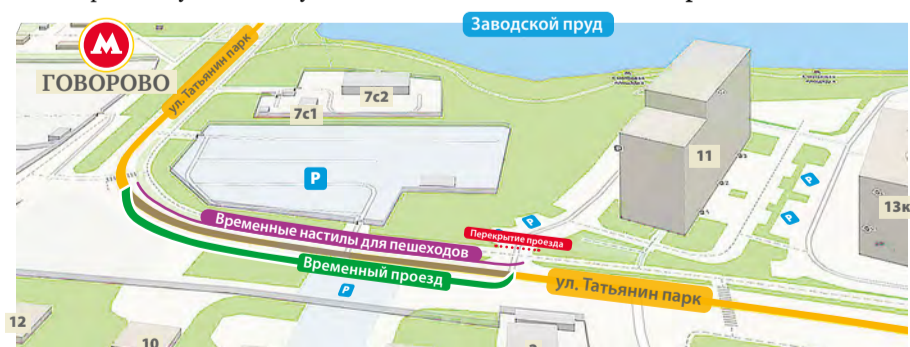 Заводской пруд
М
ГОВОРОВО
ул. Татьянин парк
7с2
7с1
11
P
P
P
P
13к
Временные настилы для пешеходов
Перекрытие проезда
Временный проезд
P
ул. Татьянин парк
12
10